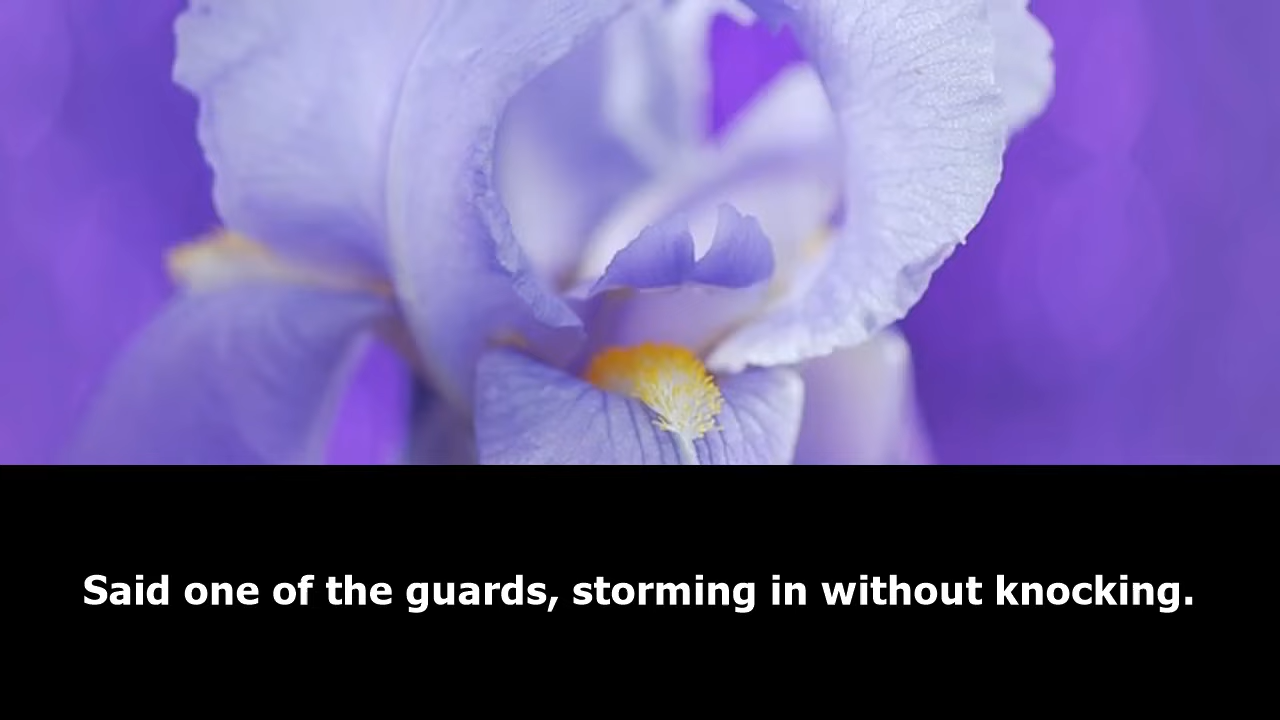 Said one of the guards, storming in without knocking.